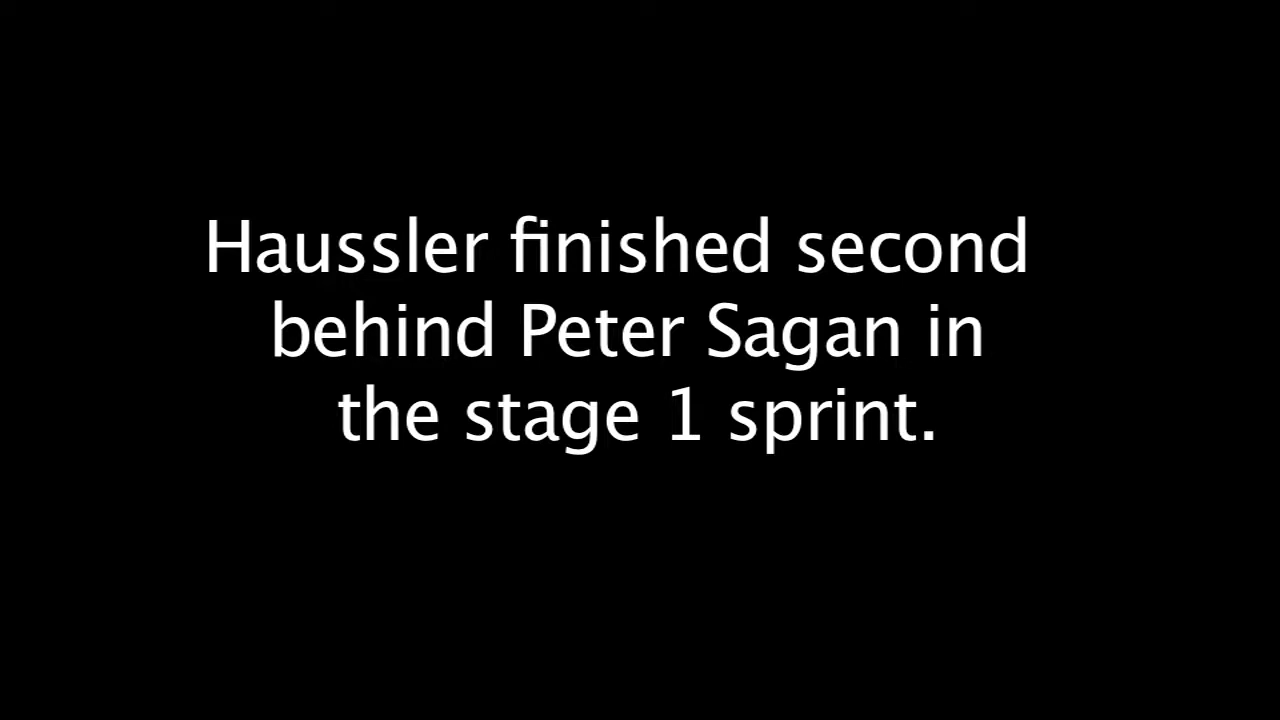 Haussler finished second
behind Peter Sagan in
the stage 1 sprint.